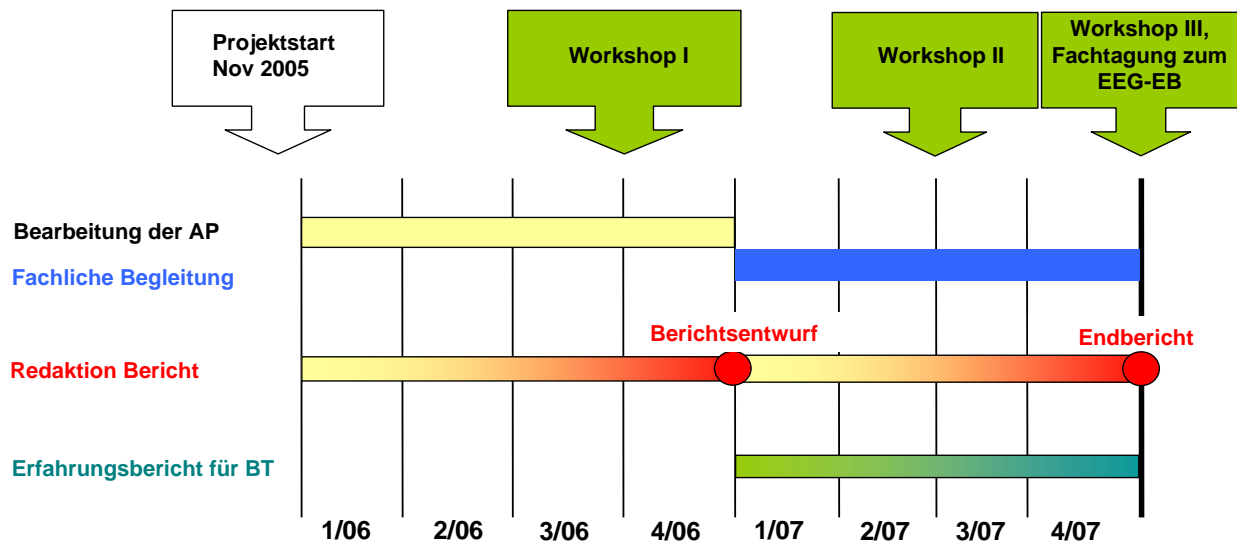 Projektstart
Nov 2005
Workshop I
Workshop II
Workshop III,
Fachtagung zum
EEG-EB
Bearbeitung der AP
Fachliche Begleitung
Berichtsentwurf
Endbericht
Redaktion Bericht
Erfahrungsbericht für BT
1/06 2/06 3/06 4/06 1/07 2/07 3/07 4/07